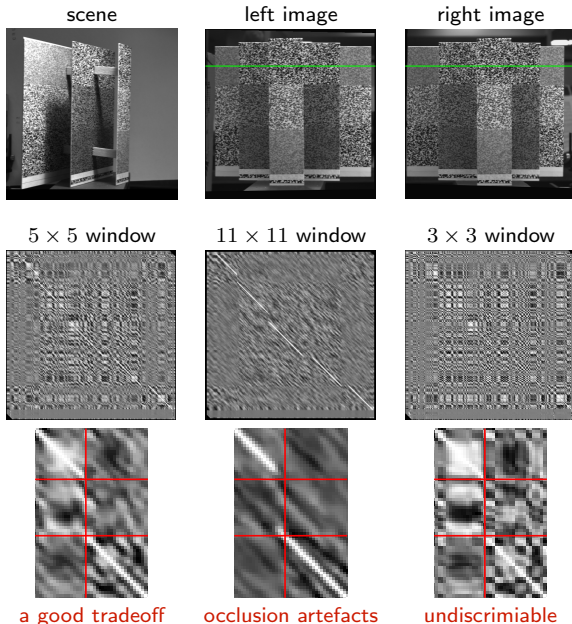 scene left image right image
5 × 5 window 11 × 11 window 3 × 3 window
a good tradeoff occlusion artefacts undiscrimiable